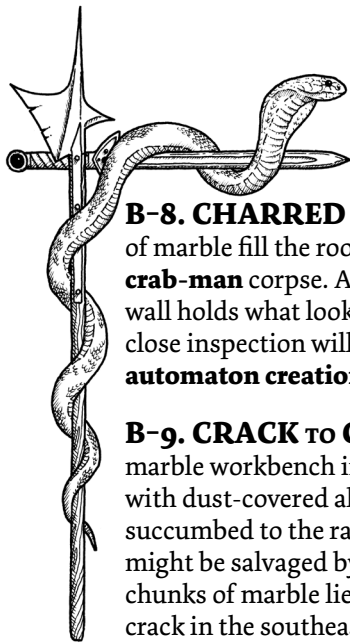 B-8. CHARRED
of marble fill the roo
crab-man corpse. A
wall holds what look
close inspection will
automaton creation
B-9. CRACK TO
marble workbench
with dust-covered al
succumbed to the ra
might be salvaged by
chunks of marble lie
crack in the southea